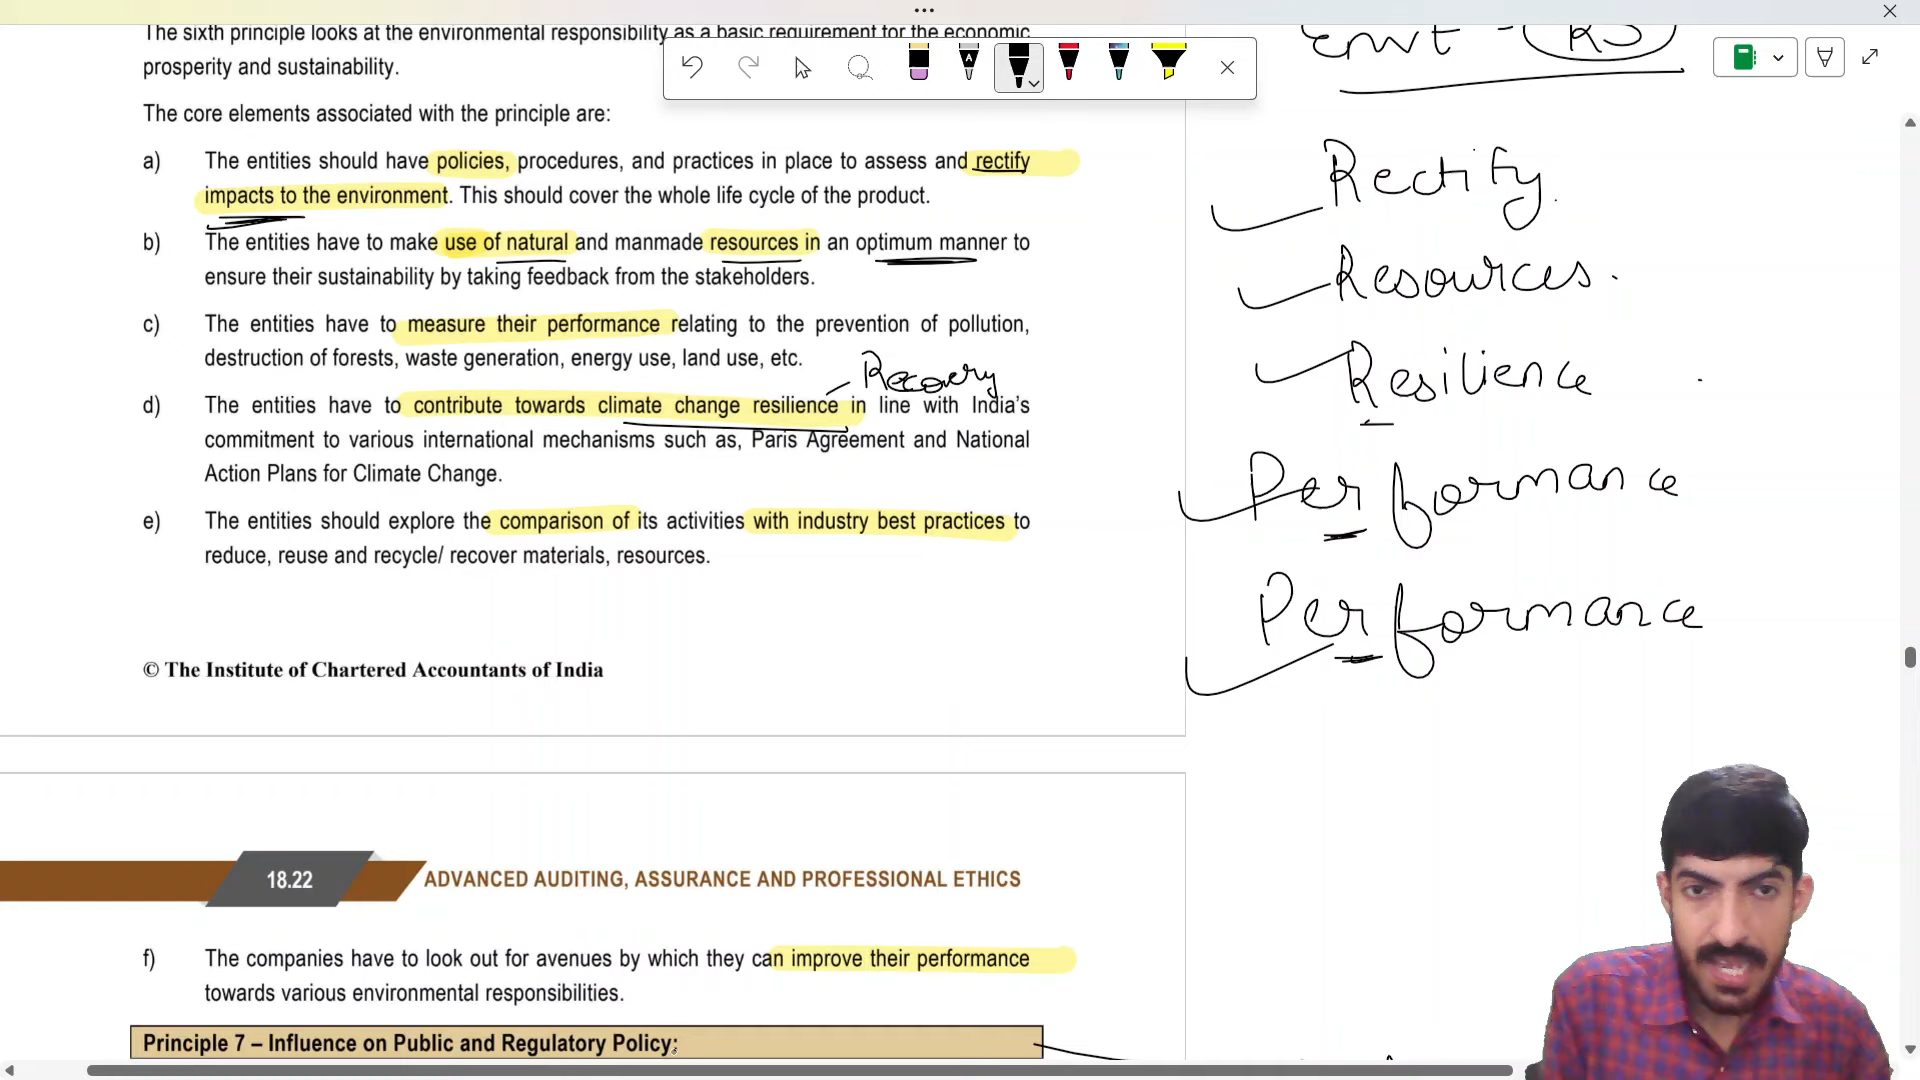 The sixth principle looks at the environmental responsibility as a basic requirement for the economic
prosperity and sustainability.
The core elements associated with the principle are:
a) The entities should have policies, procedures, and practices in place to assess and rectify
impacts to the environment. This should cover the whole life cycle of the product.
b) The entities have to make use of natural and manmade resources in an optimum manner to
ensure their sustainability by taking feedback from the stakeholders.
c) The entities have to measure their performance relating to the prevention of pollution,
destruction of forests, waste generation, energy use, land use, etc.
Recovery
d) The entities have to contribute towards climate change resilience in line with India's
commitment to various international mechanisms such as, Paris Agreement and National
Action Plans for Climate Change.
e) The entities should explore the comparison of its activities with industry best practices to
reduce, reuse and recycle/ recover materials, resources.
© The Institute of Chartered Accountants of India
18.22 ADVANCED AUDITING, ASSURANCE AND PROFESSIONAL ETHICS
f) The companies have to look out for avenues by which they can improve their performance
towards various environmental responsibilities.
Principle 7 – Influence on Public and Regulatory Policy:
Envt -
Rectify
Resources
Resilience
Performance
Performance